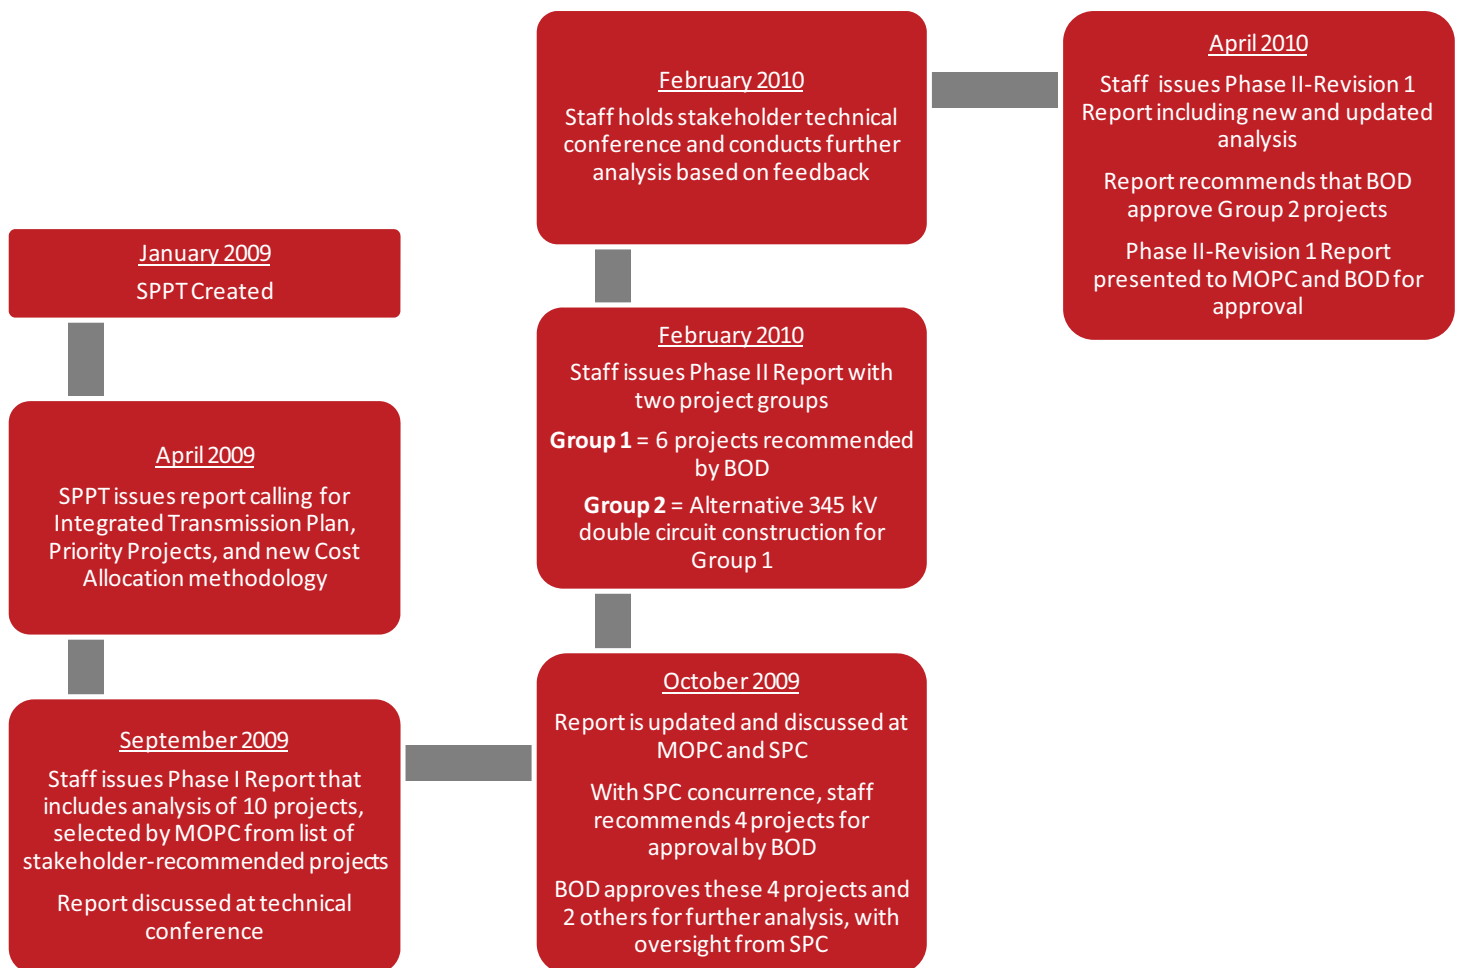 January 2009
SPPT Created
April 2009
SPPT issues report calling for
Integrated Transmission Plan,
Priority Projects, and new Cost
Allocation methodology
September 2009
Staff issues Phase I Report that
includes analysis of 10 projects,
selected by MOPC from list of
stakeholder-recommended projects
Report discussed at technical
conference
October 2009
Report is updated and discussed at
MOPC and SPC
With SPC concurrence, staff
recommends 4 projects for
approval by BOD
BOD approves these 4 projects and
2 others for further analysis, with
oversight from SPC
February 2010
Staff issues Phase II Report with
two project groups
Group 1 = 6 projects recommended
by BOD
Group 2 = Alternative 345 kV
double circuit construction for
Group 1
February 2010
Staff holds stakeholder technical
conference and conducts further
analysis based on feedback
April 2010
Staff issues Phase II-Revision 1
Report including new and updated
analysis
Report recommends that BOD
approve Group 2 projects
Phase II-Revision 1 Report
presented to MOPC and BOD for
approval